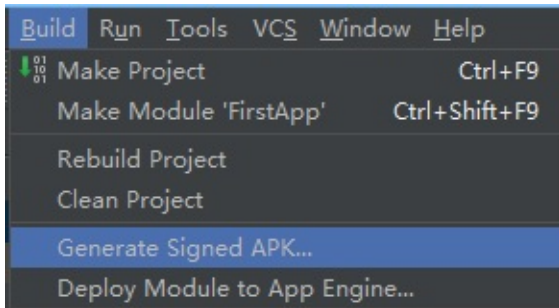 Build Run Tools VCS Window Help
Make Project Ctrl+F9
Make Module 'FirstApp' Ctrl+Shift+F9
Rebuild Project
Clean Project
Generate Signed APK...
Deploy Module to App Engine...